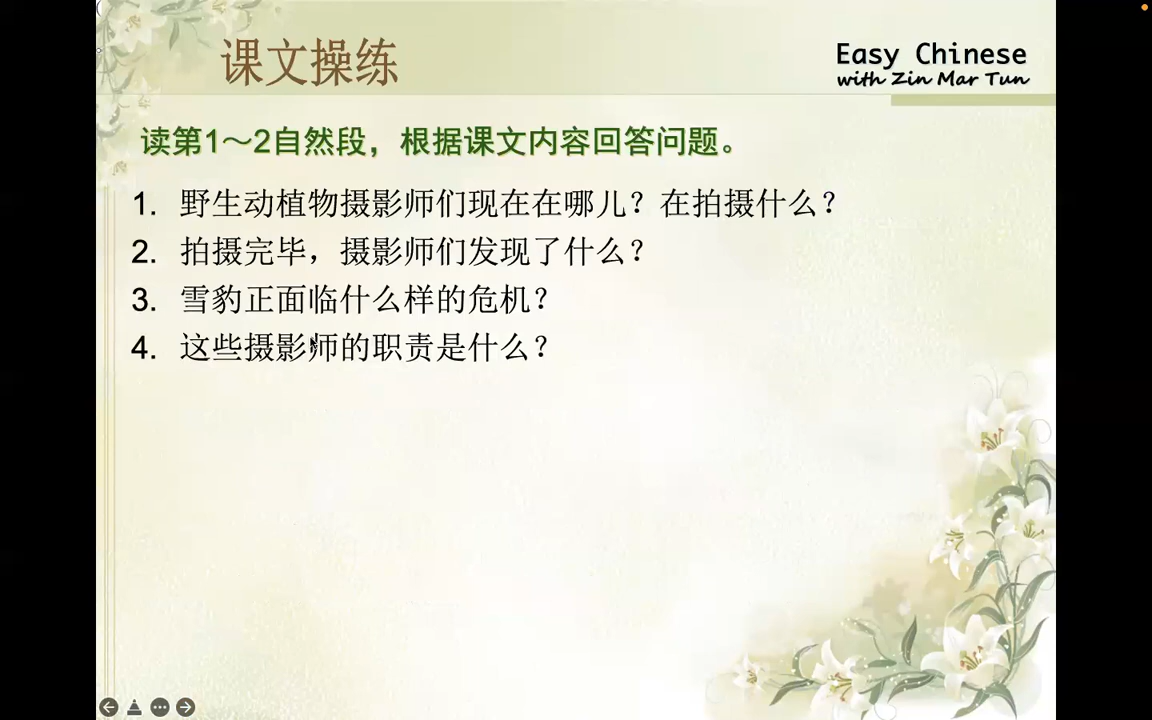 课文操练
Easy Chinese
with Zin Mar Tun
读第1～2自然段，根据课文内容回答问题。
1. 野生动植物摄影师们现在在哪儿？在拍摄什么？
2. 拍摄完毕，摄影师们发现了什么？
3. 雪豹正面临什么样的危机？
4. 这些摄影师的职责是什么？